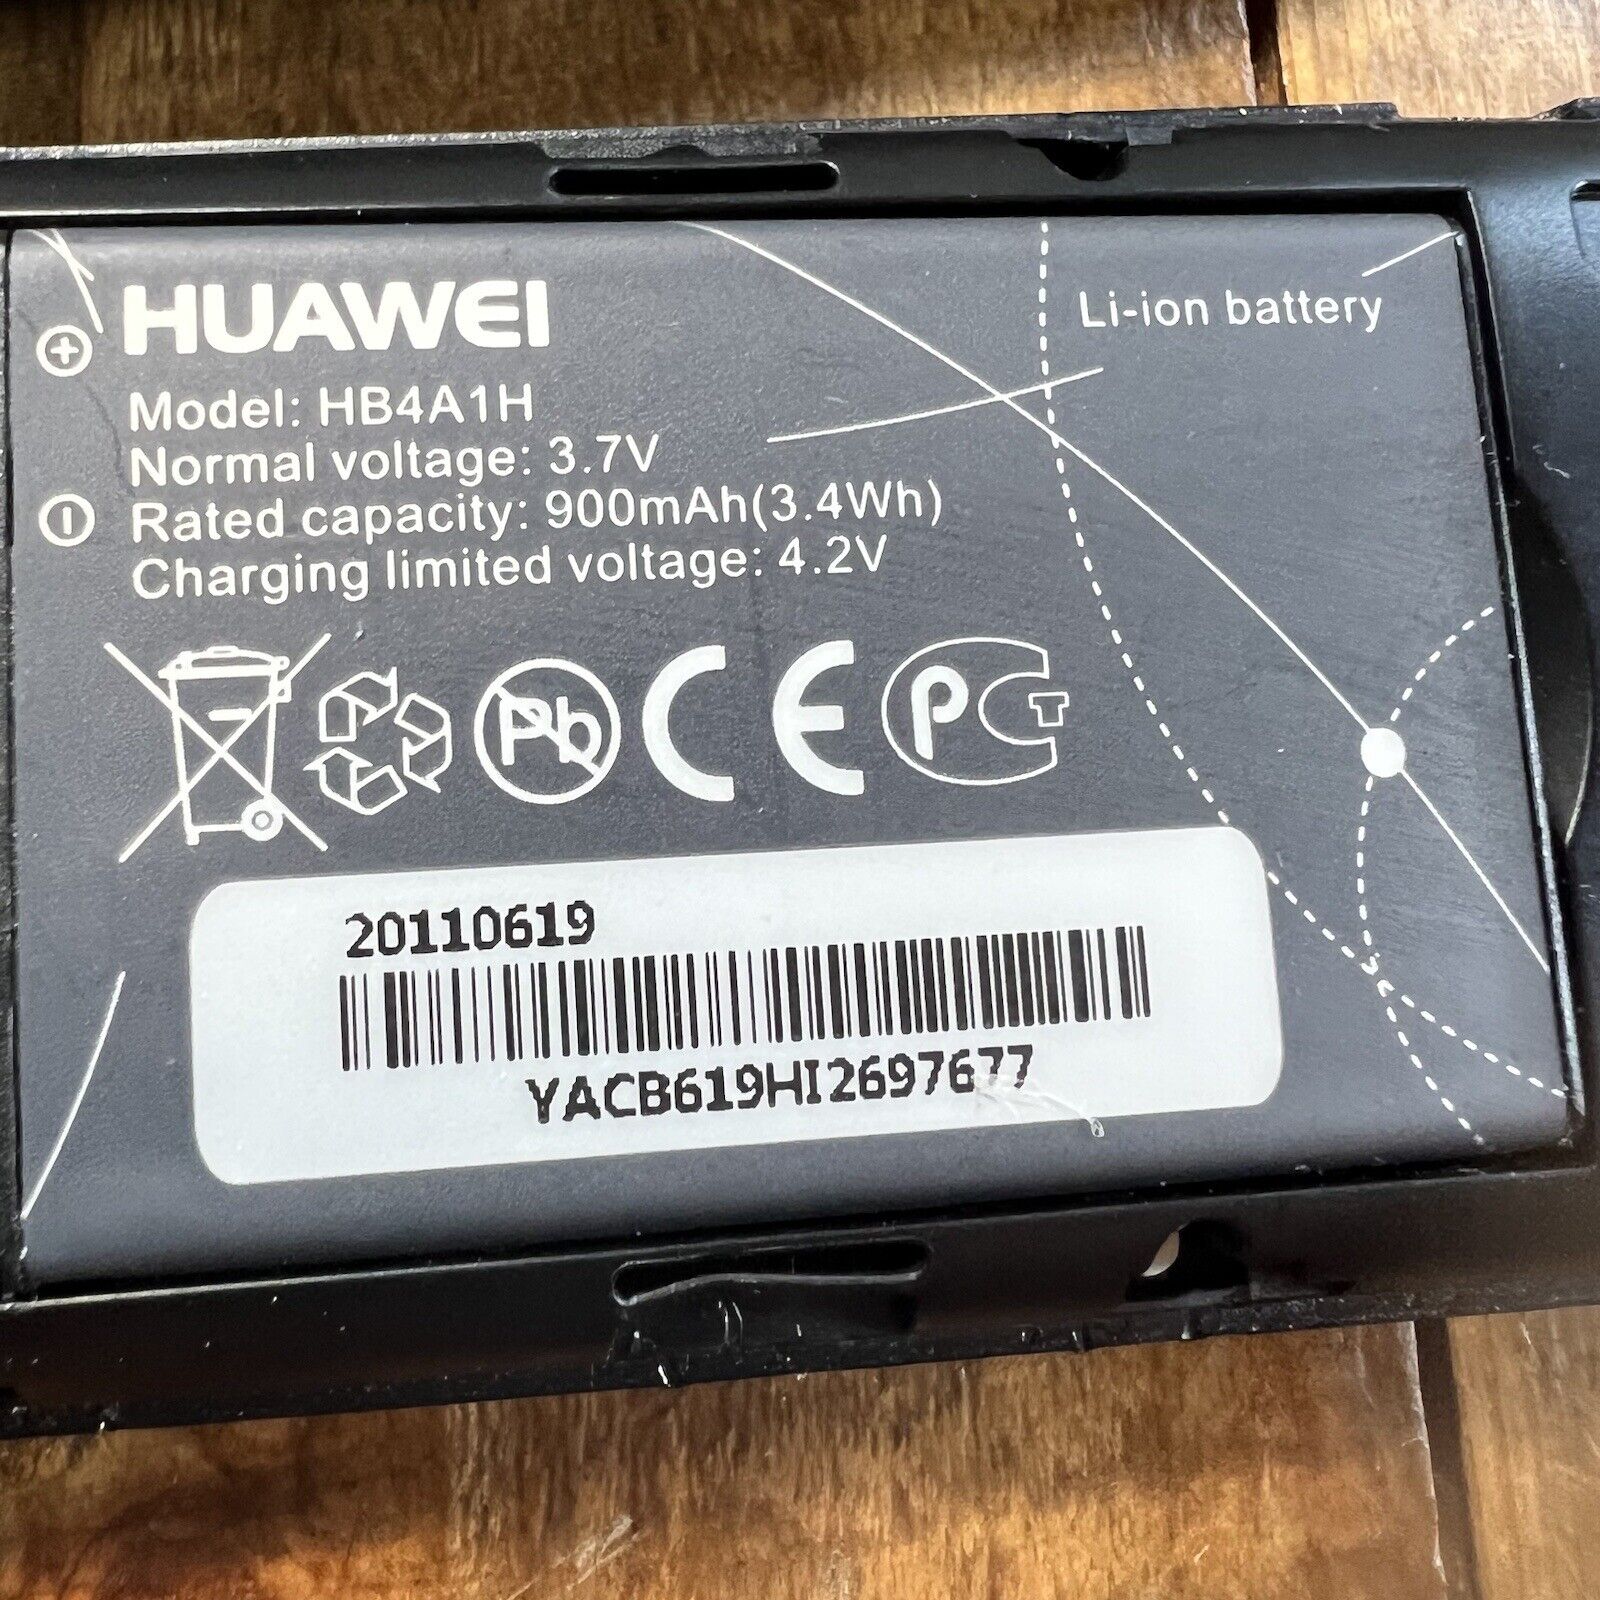 HUAWEI
Li-ion battery
Model: HB4A1H
Normal voltage: 3.7V
Rated capacity: 900mAh(3.4Wh)
Charging limited voltage: 4.2V
Pb CE PCT
20110619
YACB619HI2697677